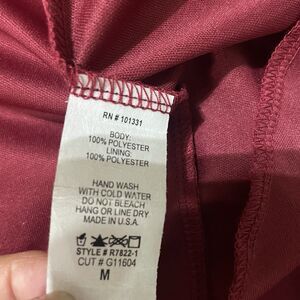 RN # 101331
BODY:
100% POLYESTER
LINING:
100% POLYESTER
HAND WASH
WITH COLD WATER
DO NOT BLEACH
HANG OR LINE DRY
MADE IN U.S.A.
STYLE # R7822-1
CUT # G11604
M